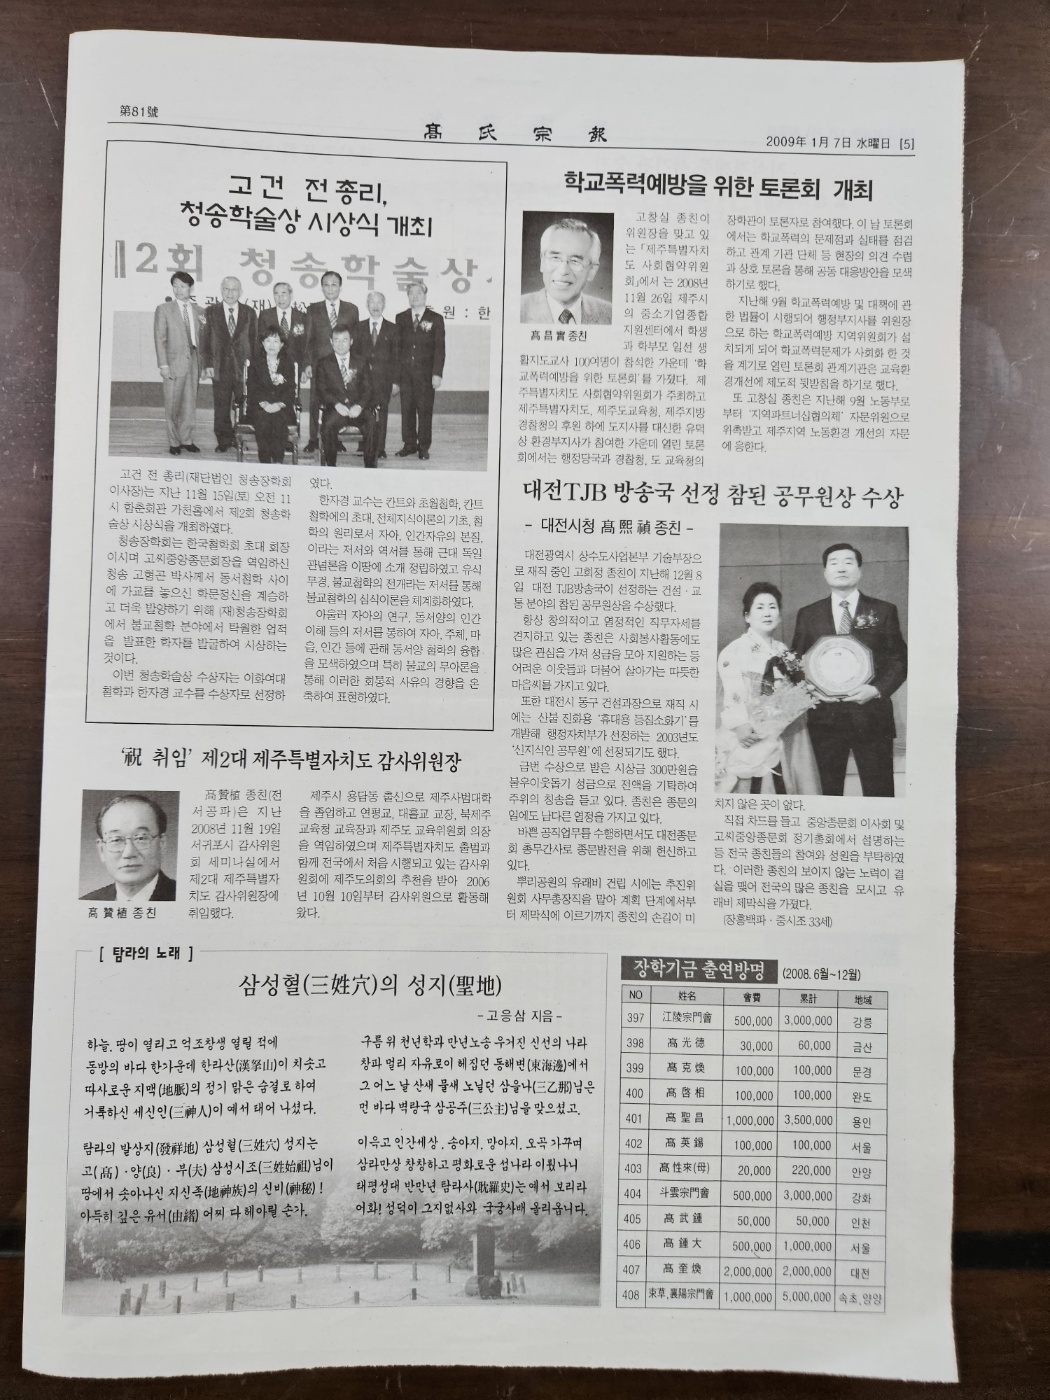 第81號
髙氏宗報
2009年 1月 7日 水曜日 [5]
고건 전 총리,
청송학술상 시상식 개최
제2회 청송학술상
고건 전 총리(재단법인 청송장학회
이사장)는 지난 11월 15일(토) 오전 11
시 함춘회관 가천홀에서 제2회 청송학
술상 시상식을 개최하였다.
청송장학회는 한국철학회 초대 회장
이시며 고씨중앙종문회장을 역임하신
청송 고형곤 박사께서 동서철학 사이
에 가교를 놓으신 학문정신을 계승하
고 더욱 발양하기 위해 (재)청송장학회
에서 불교철학 분야에서 탁월한 업적
을 발표한 학자를 발굴하여 시상하는
것이다.
이번 청송학술상 수상자는 이화여대
철학과 한자경 교수를 수상자로 선정하
였다.
한자경 교수는 칸트와 초월철학, 칸트
철학에의 초대, 전체지식이론의 기초, 철
학의 원리로서 자아, 인간자유의 본질,
이라는 저서와 역서를 통해 근대 독일
관념론을 이땅에 소개 정립하였고 유식
무경, 불교철학의 전개라는 저서를 통해
불교철학의 심식이론을 체계화하였다.
아울러 자아의 연구, 동서양의 인간
이해 등의 저서를 통하여 자아, 주체, 마
음, 인간 등에 관해 동서양 철학의 융합
을 모색하였으며 특히 불교의 무아론을
통해 이러한 회통적 사유의 경향을 온
축하여 표현하였다.
학교폭력예방을 위한 토론회 개최
髙昌實 종친
고창실 종친이
위원장을 맞고 있
는 「제주특별자치
도 사회협약위원
회」에서 는 2008년
11월 26일 제주시
의 중소기업종합
지원센터에서 학생
과 학부모 일선 생
활지도교사 100여명이 참석한 가운데 '학
교폭력예방을 위한 토론회'를 가졌다. 제
주특별자치도 사회협약위원회가 주최하고
제주특별자치도, 제주도교육청, 제주지방
경찰청의 후원 하에 도지사를 대신한 유덕
상 환경부지사가 참여한 가운데 열린 토론
회에서는 행정당국과 경찰청, 도 교육청의
장학관이 토론자로 참여했다. 이 날 토론회
에서는 학교폭력의 문제점과 실태를 점검
하고 관계 기관 단체 등 현장의 의견 수렴
과 상호 토론을 통해 공동 대응방안을 모색
하기로 했다.
지난해 9월 학교폭력예방 및 대책에 관
한 법률이 시행되어 행정부지사를 위원장
으로 하는 학교폭력예방 지역위원회가 설
치되게 되어 학교폭력문제가 사회화 한 것
을 계기로 열린 토론회 관계기관은 교육환
경개선에 제도적 뒷받침을 하기로 했다.
또 고창실 종친은 지난해 9월 노동부로
부터 '지역파트너십협의체' 자문위원으로
위촉받고 제주지역 노동환경 개선의 자문
에 응한다.
대전TJB 방송국 선정 참된 공무원상 수상
- 대전시청 髙熙禎 종친 -
대전광역시 상수도사업본부 기술부장으
로 재직 중인 고희정 종친이 지난해 12월 8
일 대전 TJB방송국이 선정하는 건설·교
통 분야의 참된 공무원상을 수상했다.
항상 창의적이고 열정적인 직무자세를
견지하고 있는 종친은 사회봉사활동에도
많은 관심을 가져 성금을 모아 지원하는 등
어려운 이웃들과 더불어 살아가는 따듯한
마음씨를 가지고 있다.
또한 대전시 동구 건설과장으로 재직 시
에는 산불 진화용 '휴대용 등짐소화기'를
개발해 행정자치부가 선정하는 2003년도
'신지식인 공무원'에 선정되기도 했다.
금번 수상으로 받은 시상금 300만원을
불우이웃돕기 성금으로 전액을 기탁하여
주위의 칭송을 듣고 있다. 종친은 종문의
일에도 남다른 열정을 가지고 있다.
바쁜 공직업무를 수행하면서도 대전종문
회 총무간사로 종문발전을 위해 헌신하고
있다.
뿌리공원의 유래비 건립 시에는 추진위
원회 사무총장직을 맡아 계획 단계에서부
터 제막식에 이르기까지 종친의 손길이 미
치지 않은 곳이 없다.
직접 차드를 들고 중앙종문회 이사회 및
고씨중앙종문회 정기총회에서 설명하는
등 전국 종친들의 참여와 성원을 부탁하였
다. 이러한 종친의 보이지 않는 노력이 결
실을 맺어 전국의 많은 종친을 모시고 유
래비 제막식을 가졌다.
(장흥백파·중시조 33세)
'祝 취임' 제2대 제주특별자치도 감사위원장
髙贊植 종친
髙贊植 종친(전
서공파)은 지난
2008년 11월 19일
서귀포시 감사위원
회 세미나실에서
제2대 제주특별자
치도 감사위원장에
취임했다.
제주시 용담동 출신으로 제주사범대학
을 졸업하고 연평교, 대흘교 교장, 북제주
교육청 교육장과 제주도 교육위원회 의장
을 역임하였으며 제주특별자치도 출범과
함께 전국에서 처음 시행되고 있는 감사위
원회에 제주도의회의 추천을 받아 2006
년 10월 10일부터 감사위원으로 활동해
왔다.
[ 탐라의 노래 ]
삼성혈(三姓穴)의 성지(聖地)
-고응삼 지음-
하늘. 땅이 열리고 억조창생 열릴 적에
동방의 바다 한가운데 한라산(漢拏山)이 치솟고
따사로운 지맥(地脈)의 정기 맑은 숨결로 하여
거룩하신 세신인(三神人)이 예서 태어 나셨다.
탐라의 발상지(發祥地) 삼성혈(三姓穴) 성지는
고(髙)·양(良)·부(夫) 삼성시조(三姓始祖)님이
땅에서 솟아나신 지신족(地神族)의 신비(神秘)!
아득히 깊은 유서(由緖) 어찌 다 헤아릴 손가.
구름 위 천년학과 만년노송 우거진 신선의 나라
창파 멀리 자유로이 해집던 동해변(東海邊)에서
그 어느 날 산새 물새 노닐던 삼을나(三乙那)님은
먼 바다 벽랑국 삼공주(三公主)님을 맞으셨고.
이윽고 인간세상. 송아지. 망아지. 오곡 가꾸며
삼라만상 창창하고 평화로운 섬나라 이뤘나니
태평성대 반만년 탐라사(耽羅史)는 예서 보리라
어화! 성덕이 그지없사와 궁궁사배 올리옵니다.
장학기금 출연방명 (2008. 6월~12월)
NO 姓名 會費 累計 地域
397 江陵宗門會 500,000 3,000,000 강릉
398 髙光德 30,000 60,000 금산
399 髙克煥 100,000 100,000 문경
400 髙啓相 100,000 100,000 완도
401 髙聖昌 1,000,000 3,500,000 용인
402 髙英錫 100,000 100,000 서울
403 髙性來(母) 20,000 220,000 안양
404 斗雲宗門會 500,000 3,000,000 강화
405 髙武鍾 50,000 50,000 인천
406 髙鍾大 500,000 1,000,000 서울
407 髙奎煥 2,000,000 2,000,000 대전
408 束草,襄陽宗門會 1,000,000 5,000,000 속초,양양